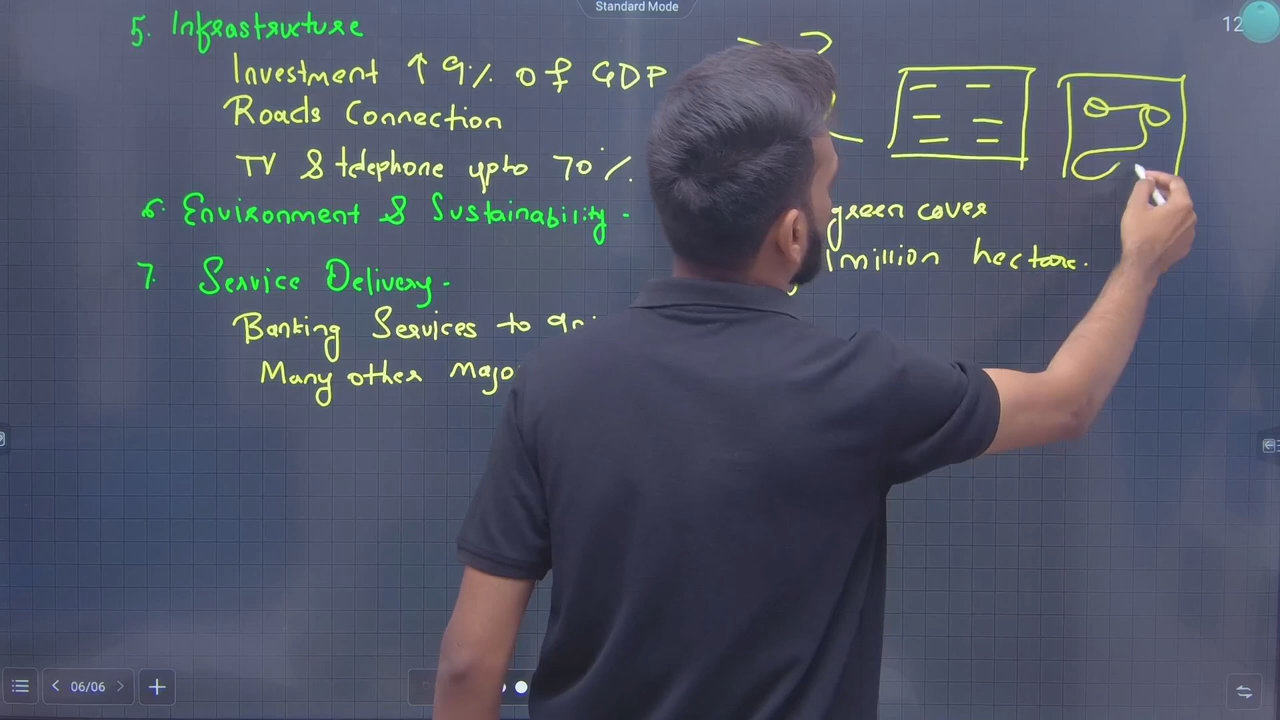 Standard Mode
12
5. Infrastructure
Investment ↑ 9% of GDP
Roads Connection
TV & telephone upto 70%
6. Environment & Sustainability -
green cover
1 million hectare.
7. Service Delivery -
Banking Services to
Many other
06/06